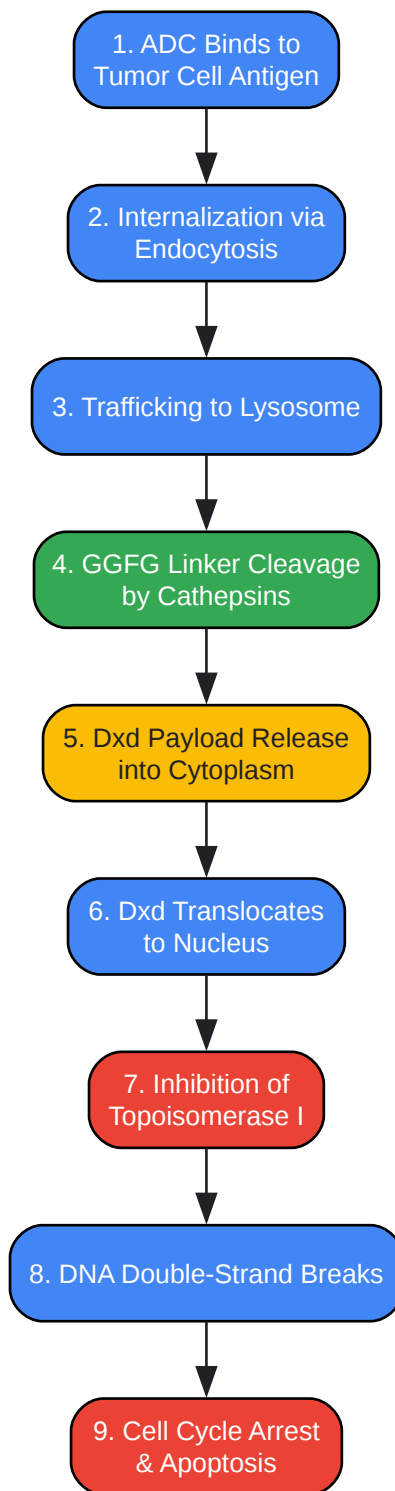 1. ADC Binds to
Tumor Cell Antigen
2. Internalization via
Endocytosis
3. Trafficking to Lysosome
4. GGFG Linker Cleavage
by Cathepsins
5. Dxd Payload Release
into Cytoplasm
6. Dxd Translocates
to Nucleus
7. Inhibition of
Topoisomerase I
8. DNA Double-Strand Breaks
9. Cell Cycle Arrest
& Apoptosis